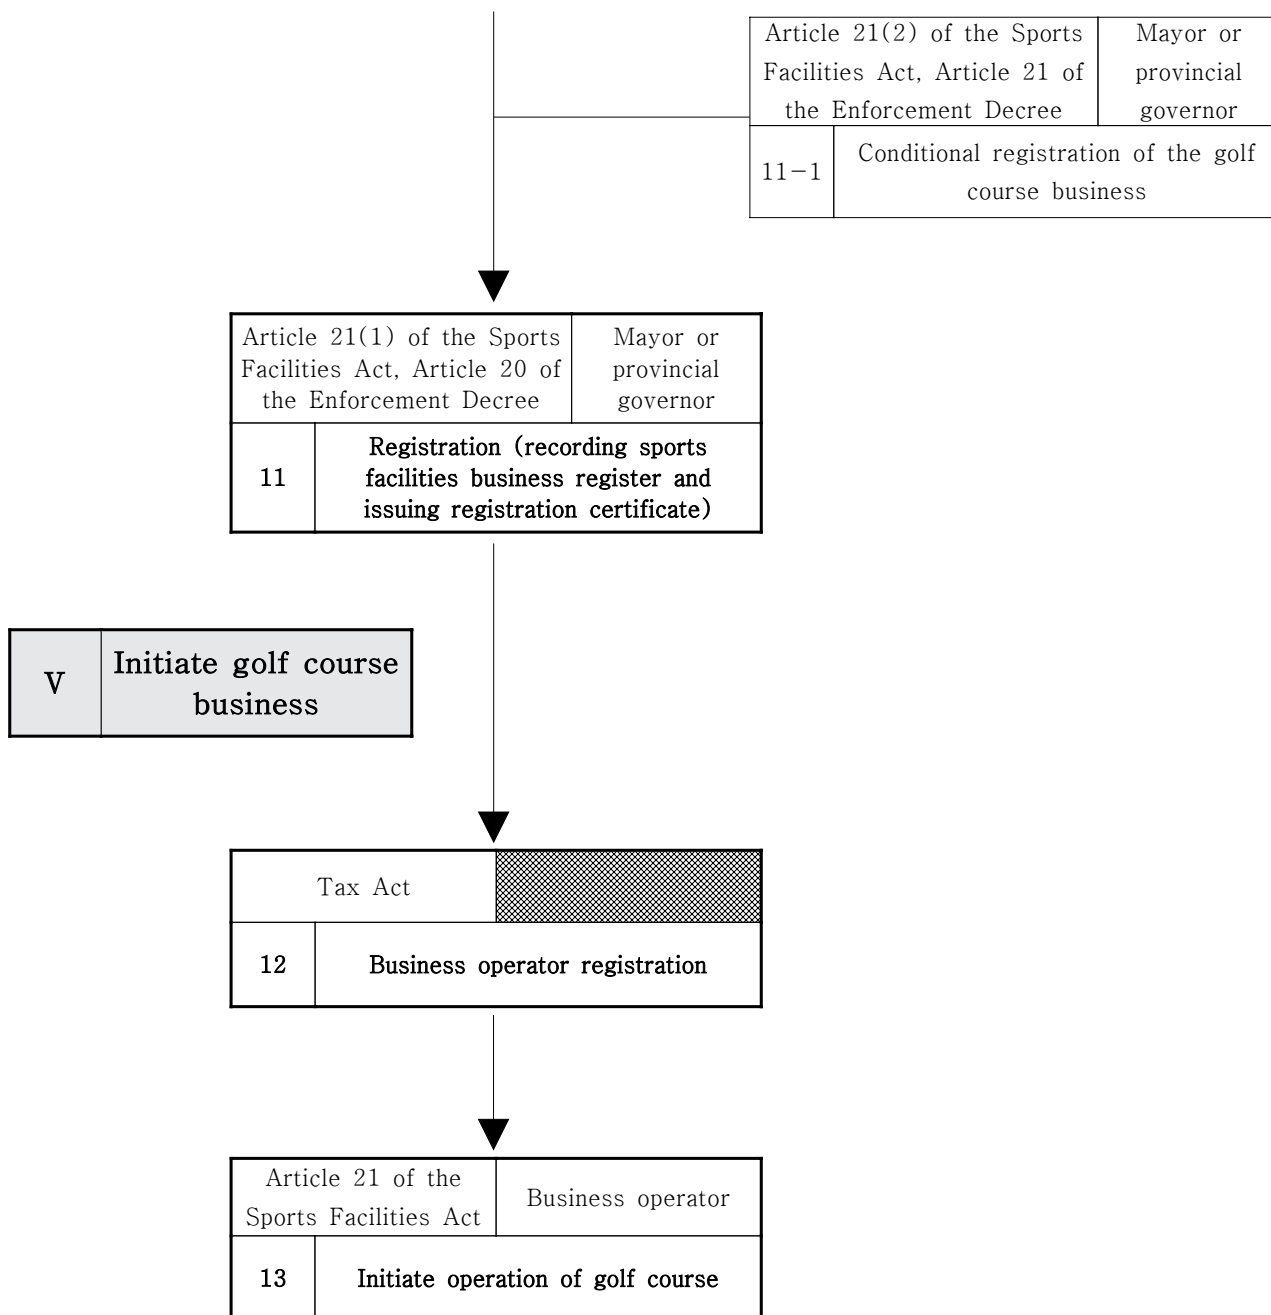 Article 21(2) of the Sports
Facilities Act, Article 21 of
the Enforcement Decree
Mayor or
provincial
governor
11-1
Conditional registration of the golf
course business
Article 21(1) of the Sports
Facilities Act, Article 20 of
the Enforcement Decree
Mayor or
provincial
governor
11
Registration (recording sports
facilities business register and
issuing registration certificate)
V
Initiate golf course
business
Tax Act
12
Business operator registration
Article 21 of the
Sports Facilities Act
Business operator
13
Initiate operation of golf course